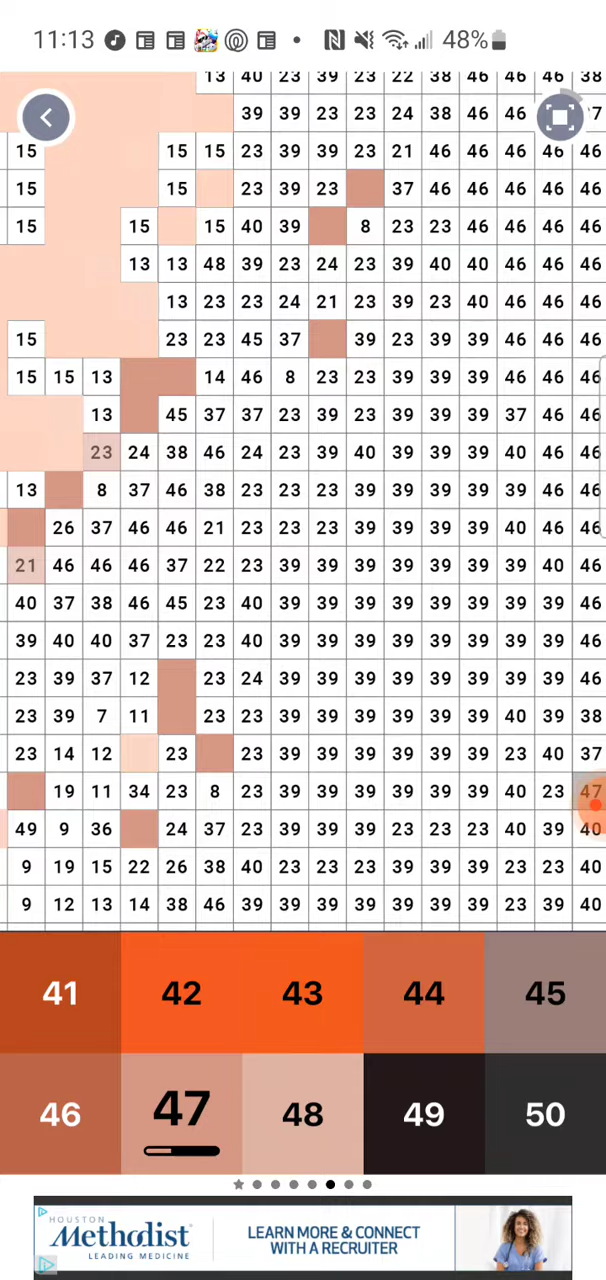 11:13 48%
13 40 23 39 23 22 38 46 46 46 38
39 39 23 23 24 38 46 46 7
15 15 15 23 39 39 23 21 46 46 46 46
15 15 23 39 23 37 46 46 46 46 46
15 15 15 40 39 8 23 23 46 46 46
13 13 48 39 23 24 23 39 40 40 46 46 46
13 23 23 24 21 23 39 23 40 46 46 46
15 23 23 45 37 39 23 39 46 46 46
15 15 13 14 46 8 23 23 39 39 39 46 46 46
13 45 37 37 23 39 23 39 39 39 37 46 46
23 24 38 46 24 23 39 40 39 39 39 40 46 46
13 8 37 46 38 23 23 23 39 39 39 39 39 46 46
26 37 46 46 21 23 23 23 39 39 39 39 40 46 46
21 46 46 46 37 22 23 39 39 39 39 39 39 39 40 46
40 37 38 46 45 23 40 39 39 39 39 39 39 39 39 46
39 40 40 37 23 23 40 39 39 39 39 39 39 39 39 46
23 39 37 12 23 24 39 39 39 39 39 39 39 39 46
23 39 7 11 23 23 39 39 39 39 39 39 40 39 38
23 14 12 23 23 39 39 39 39 39 39 23 40 37
19 11 34 23 8 23 39 39 39 39 39 39 40 23 47
49 9 36 24 37 23 39 39 39 23 23 23 40 39 40
9 19 15 22 26 38 40 23 23 23 39 39 39 23 23 40
9 12 13 14 38 46 39 39 39 39 39 39 39 23 39 40
41 42 43 44 45
46 47 48 49 50
HOUSTON
Methodist
LEADING MEDICINE
LEARN MORE & CONNECT
WITH A RECRUITER